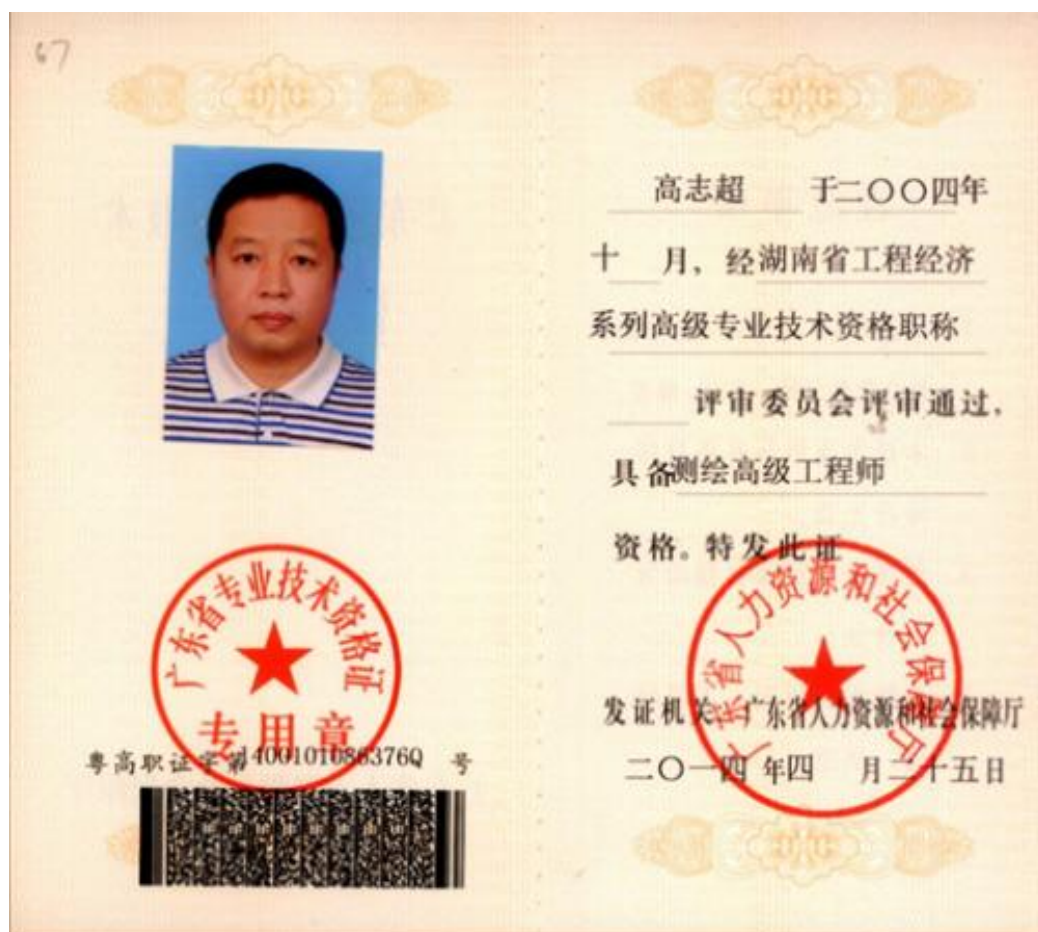 67
广东省专业技术资格证
专用章
粤高职证字第1400101086376Q 号
高志超 于二〇〇四年
十 月，经湖南省工程经济
系列高级专业技术资格职称
评审委员会评审通过，
具备测绘高级工程师
资格。特发此证
广东省人力资源和社会保障厅
发证机关 广东省人力资源和社会保障厅
二〇一四 年四 月二十五日